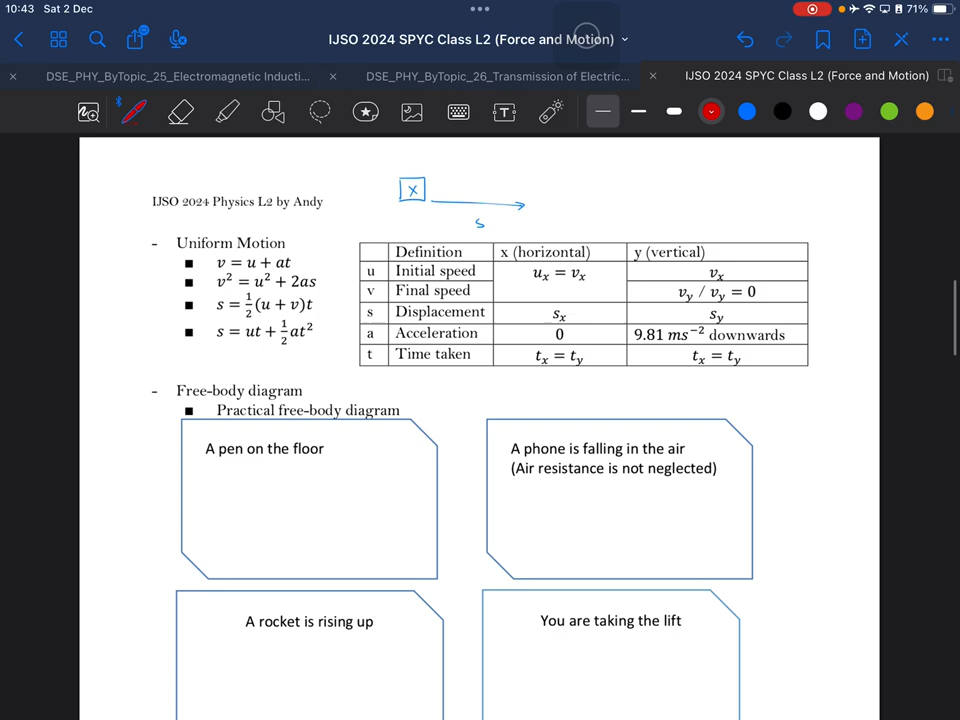 10:43 Sat 2 Dec
71%
IJSO 2024 SPYC Class L2 (Force and Motion)
DSE_PHY_ByTopic_25_Electromagnetic Inducti...
DSE_PHY_ByTopic_26_Transmission of Electric...
IJSO 2024 SPYC Class L2 (Force and Motion)
IJSO 2024 Physics L2 by Andy
x
s
- Uniform Motion
■ v = u + at
■ v² = u² + 2as
■ s = 1/2 (u + v)t
■ s = ut + 1/2 at²
Definition x (horizontal) y (vertical)
u Initial speed uₓ = vₓ vₓ
v Final speed v_y / v_y = 0
s Displacement sₓ s_y
a Acceleration 0 9.81 ms⁻² downwards
t Time taken tₓ = t_y tₓ = t_y
- Free-body diagram
■ Practical free-body diagram
A pen on the floor
A phone is falling in the air
(Air resistance is not neglected)
A rocket is rising up
You are taking the lift